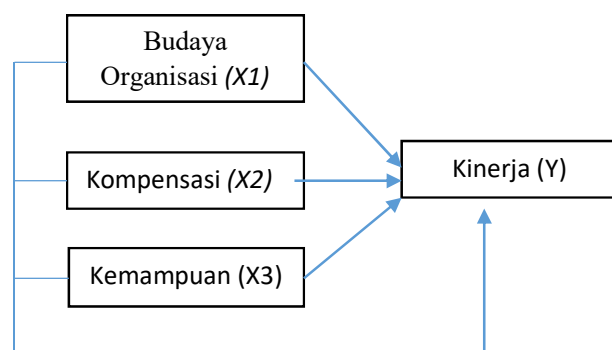 Budaya
Organisasi (X1)
Kompensasi (X2)
Kinerja (Y)
Kemampuan (X3)